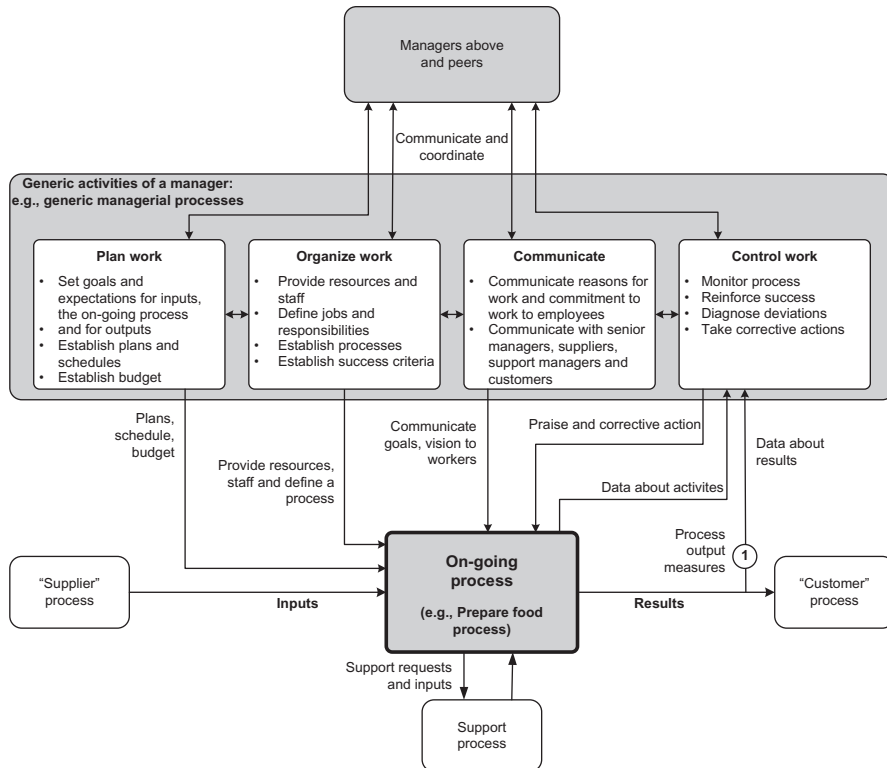 Managers above
and peers
Communicate and
coordinate
Generic activities of a manager:
e.g., generic managerial processes
Plan work
• Set goals and
expectations for inputs,
the on-going process
• and for outputs
• Establish plans and
schedules
• Establish budget
Organize work
• Provide resources and
staff
• Define jobs and
responsibilities
• Establish processes
• Establish success criteria
Communicate
• Communicate reasons for
work and commitment to
work to employees
• Communicate with senior
managers, suppliers,
support managers and
customers
Control work
• Monitor process
• Reinforce success
• Diagnose deviations
• Take corrective actions
Plans,
schedule,
budget
Provide resources,
staff and define a
process
Communicate
goals, vision to
workers
Praise and corrective action
Data about activites
Data about
results
Process
output
measures
1
"Supplier"
process
Inputs
On-going
process
(e.g., Prepare food
process)
Results
"Customer"
process
Support requests
and inputs
Support
process